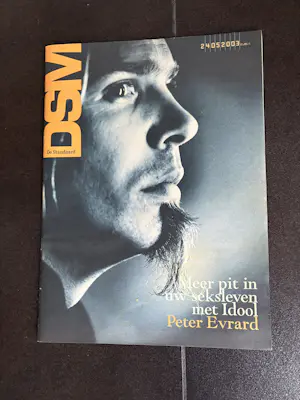 24.05.2003
DSM
De Standaard
Meer pit in
uw seksleven
met Idool
Peter Evrard